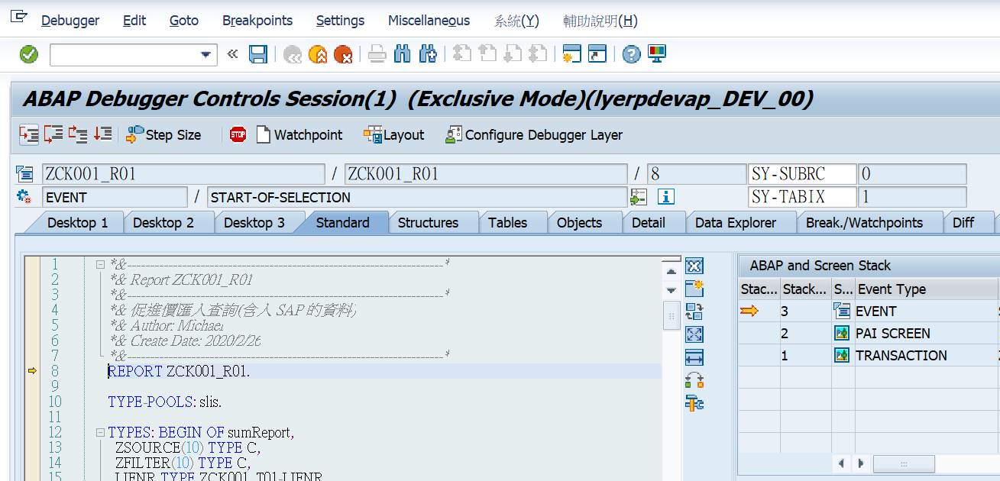 Debugger Edit Goto Breakpoints Settings Miscellaneous 系統(Y) 輔助說明(H)
ABAP Debugger Controls Session(1) (Exclusive Mode)(lyerpdevap_DEV_00)
Step Size STOP Watchpoint Layout Configure Debugger Layer
ZCK001_R01 / ZCK001_R01 / 8 SY-SUBRC 0
EVENT / START-OF-SELECTION SY-TABIX 1
Desktop 1 Desktop 2 Desktop 3 Standard Structures Tables Objects Detail Data Explorer Break./Watchpoints Diff
1 *&---------------------------------------------------------------------*
2 *& Report ZCK001_R01
3 *&---------------------------------------------------------------------*
4 *& 促進價匯入查詢(含入 SAP 的資料)
5 *& Author: Michael
6 *& Create Date: 2020/2/26
7 *&---------------------------------------------------------------------*
8 REPORT ZCK001_R01.
9
10 TYPE-POOLS: slis.
11
12 TYPES: BEGIN OF sumReport,
13 ZSOURCE(10) TYPE C,
14 ZFILTER(10) TYPE C,
15 LIFNR TYPE ZCK001_T01-LIFNR
ABAP and Screen Stack
Stac... Stack... S... Event Type
3 EVENT
2 PAI SCREEN
1 TRANSACTION